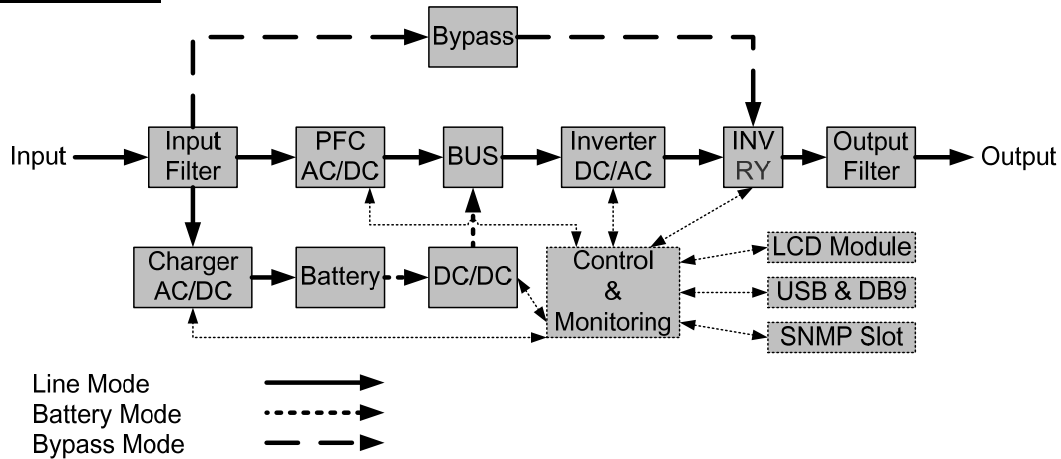 Bypass
Input
Input
Filter
PFC
AC/DC
BUS
Inverter
DC/AC
INV
RY
Output
Filter
Output
Charger
AC/DC
Battery
DC/DC
Control
&
Monitoring
LCD Module
USB & DB9
SNMP Slot
Line Mode
Battery Mode
Bypass Mode